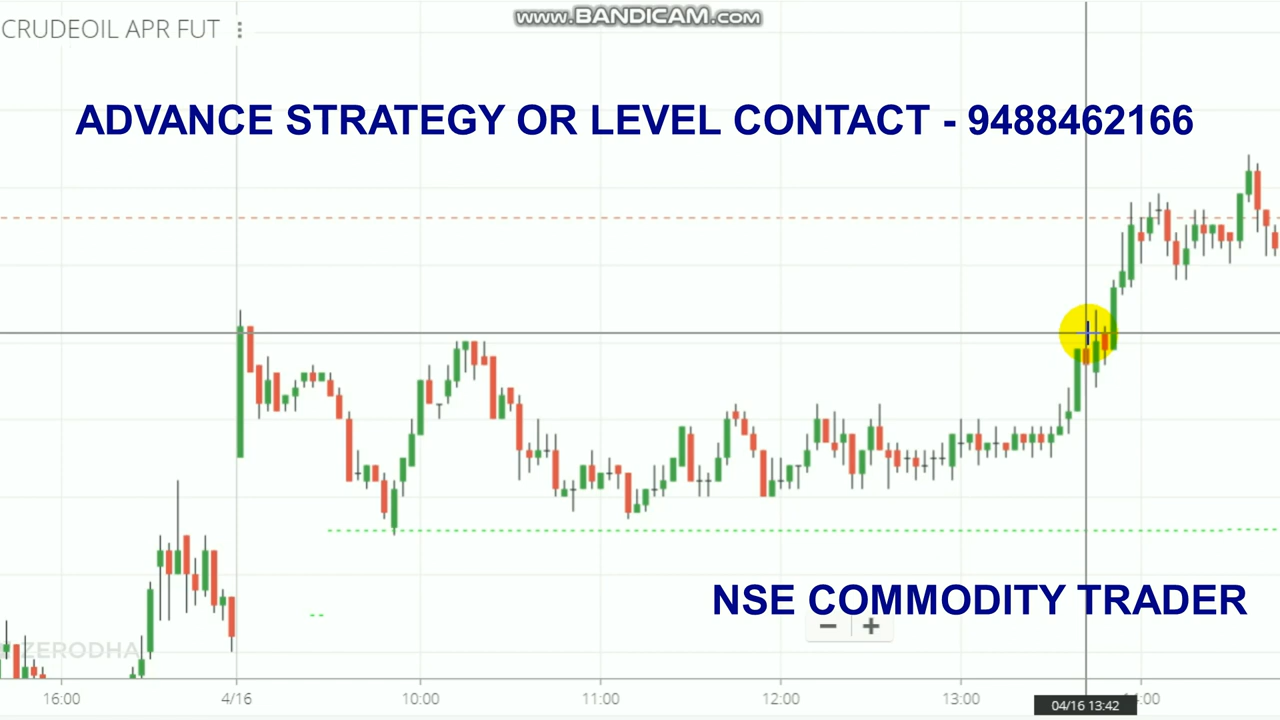 www.BANDICAM.com
CRUDEOIL APR FUT
ADVANCE STRATEGY OR LEVEL CONTACT - 9488462166
NSE COMMODITY TRADER
ZERODHA
16:00 4/16 10:00 11:00 12:00 13:00
04/16 13:42